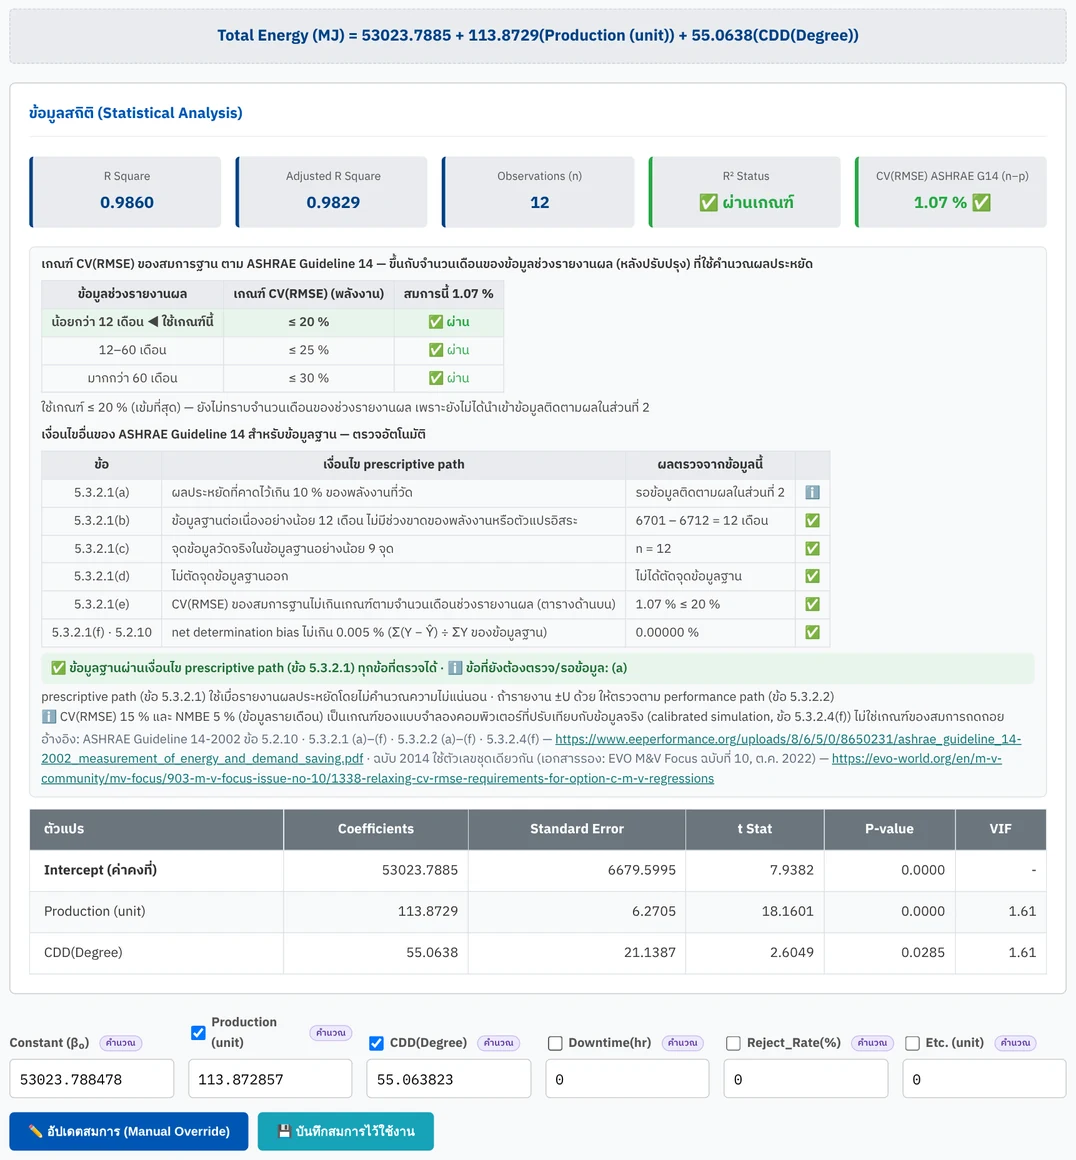 Total Energy (MJ) = 53023.7885 + 113.8729(Production (unit)) + 55.0638(CDD(Degree))
ข้อมูลสถิติ (Statistical Analysis)
R Square
0.9860
Adjusted R Square
0.9829
Observations (n)
12
R² Status
✅ ผ่านเกณฑ์
CV(RMSE) ASHRAE G14 (n−p)
1.07 % ✅
เกณฑ์ CV(RMSE) ของสมการฐาน ตาม ASHRAE Guideline 14 — ขึ้นกับจำนวนเดือนของข้อมูลช่วงรายงานผล (หลังปรับปรุง) ที่ใช้คำนวณผลประหยัด
ข้อมูลช่วงรายงานผล เกณฑ์ CV(RMSE) (พลังงาน) สมการนี้ 1.07 %
น้อยกว่า 12 เดือน ◀ ใช้เกณฑ์นี้ ≤ 20 % ✅ ผ่าน
12–60 เดือน ≤ 25 % ✅ ผ่าน
มากกว่า 60 เดือน ≤ 30 % ✅ ผ่าน
ใช้เกณฑ์ ≤ 20 % (เข้มที่สุด) — ยังไม่ทราบจำนวนเดือนของช่วงรายงานผล เพราะยังไม่ได้นำเข้าข้อมูลติดตามผลในส่วนที่ 2
เงื่อนไขอื่นของ ASHRAE Guideline 14 สำหรับข้อมูลฐาน — ตรวจอัตโนมัติ
ข้อ เงื่อนไข prescriptive path ผลตรวจจากข้อมูลนี้
5.3.2.1(a) ผลประหยัดที่คาดไว้เกิน 10 % ของพลังงานที่วัด รอข้อมูลติดตามผลในส่วนที่ 2 ℹ️
5.3.2.1(b) ข้อมูลฐานต่อเนื่องอย่างน้อย 12 เดือน ไม่มีช่วงขาดของพลังงานหรือตัวแปรอิสระ 6701 – 6712 = 12 เดือน ✅
5.3.2.1(c) จุดข้อมูลวัดจริงในข้อมูลฐานอย่างน้อย 9 จุด n = 12 ✅
5.3.2.1(d) ไม่ตัดจุดข้อมูลฐานออก ไม่ได้ตัดจุดข้อมูลฐาน ✅
5.3.2.1(e) CV(RMSE) ของสมการฐานไม่เกินเกณฑ์ตามจำนวนเดือนช่วงรายงานผล (ตารางด้านบน) 1.07 % ≤ 20 % ✅
5.3.2.1(f) · 5.2.10 net determination bias ไม่เกิน 0.005 % (Σ(Y − Ŷ) ÷ ΣY ของข้อมูลฐาน) 0.00000 % ✅
✅ ข้อมูลฐานผ่านเงื่อนไข prescriptive path (ข้อ 5.3.2.1) ทุกข้อที่ตรวจได้ · ℹ️ ข้อที่ยังต้องตรวจ/รอข้อมูล: (a)
prescriptive path (ข้อ 5.3.2.1) ใช้เมื่อรายงานผลประหยัดโดยไม่คำนวณความไม่แน่นอน · ถ้ารายงาน ±U ด้วย ให้ตรวจตาม performance path (ข้อ 5.3.2.2)
ℹ️ CV(RMSE) 15 % และ NMBE 5 % (ข้อมูลรายเดือน) เป็นเกณฑ์ของแบบจำลองคอมพิวเตอร์ที่ปรับเทียบกับข้อมูลจริง (calibrated simulation, ข้อ 5.3.2.4(f)) ไม่ใช่เกณฑ์ของสมการถดถอย
อ้างอิง: ASHRAE Guideline 14-2002 ข้อ 5.2.10 · 5.3.2.1 (a)–(f) · 5.3.2.2 (a)–(f) · 5.3.2.4(f) — https://www.eeperformance.org/uploads/8/6/5/0/8650231/ashrae_guideline_14-
2002_measurement_of_energy_and_demand_saving.pdf · ฉบับ 2014 ใช้ตัวเลขชุดเดียวกัน (เอกสารรอง: EVO M&V Focus ฉบับที่ 10, ต.ค. 2022) — https://evo-world.org/en/m-v-
community/mv-focus/903-m-v-focus-issue-no-10/1338-relaxing-cv-rmse-requirements-for-option-c-m-v-regressions
ตัวแปร Coefficients Standard Error t Stat P-value VIF
Intercept (ค่าคงที่) 53023.7885 6679.5995 7.9382 0.0000 -
Production (unit) 113.8729 6.2705 18.1601 0.0000 1.61
CDD(Degree) 55.0638 21.1387 2.6049 0.0285 1.61
Constant (β₀) คำนวณ
53023.788478
Production (unit) คำนวณ
113.872857
CDD(Degree) คำนวณ
55.063823
Downtime(hr) คำนวณ
0
Reject_Rate(%) คำนวณ
0
Etc. (unit) คำนวณ
0
✏️ อัปเดตสมการ (Manual Override)
💾 บันทึกสมการไว้ใช้งาน